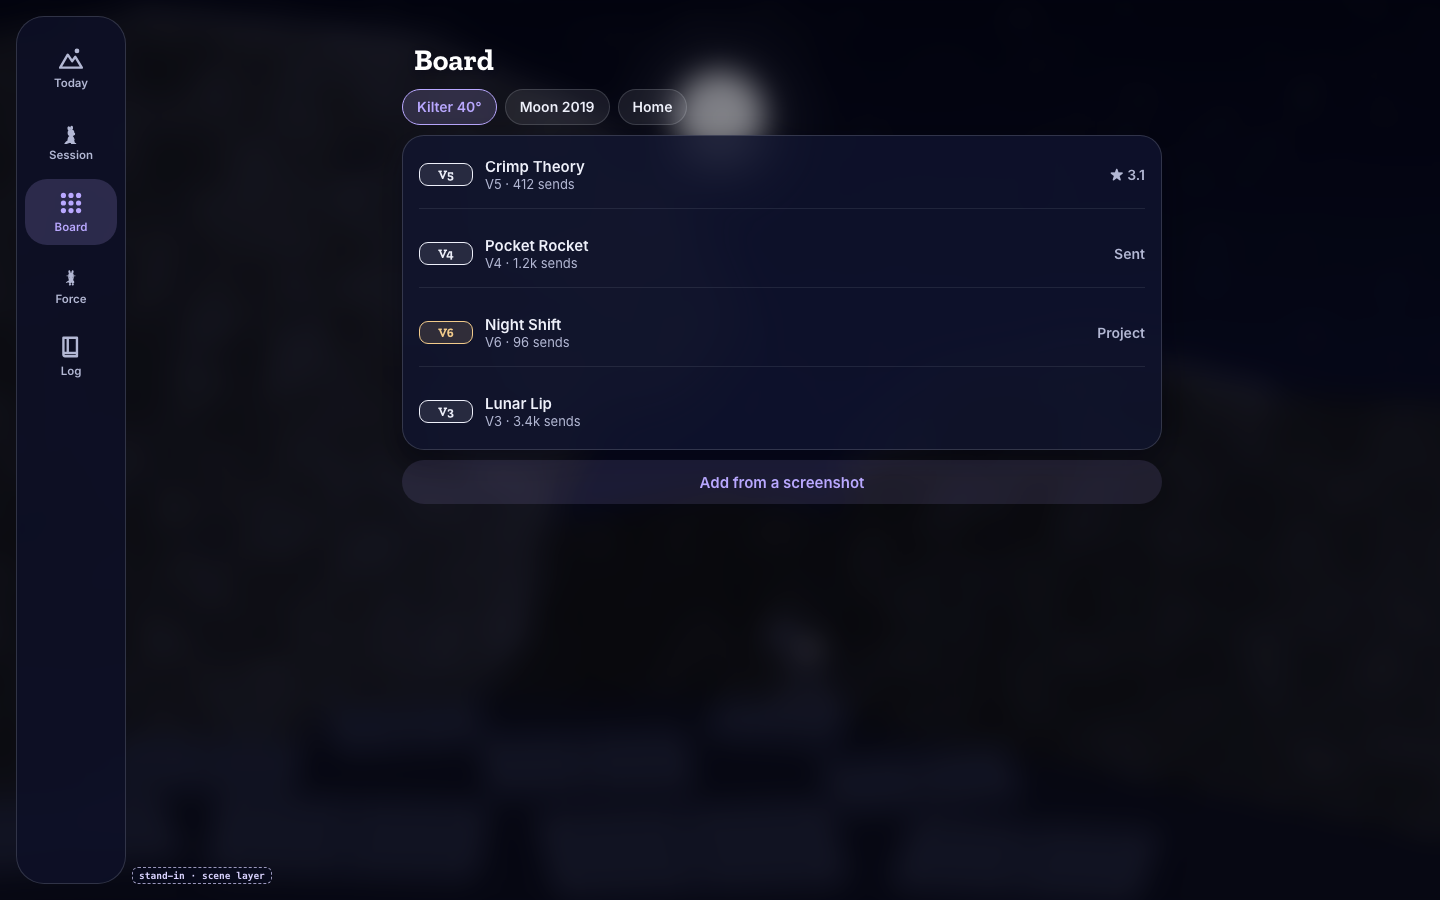 Today
Session
Board
Force
Log
Board
Kilter 40°
Moon 2019
Home
V5
Crimp Theory
V5 · 412 sends
★ 3.1
V4
Pocket Rocket
V4 · 1.2k sends
Sent
V6
Night Shift
V6 · 96 sends
Project
V3
Lunar Lip
V3 · 3.4k sends
Add from a screenshot
stand-in · scene layer